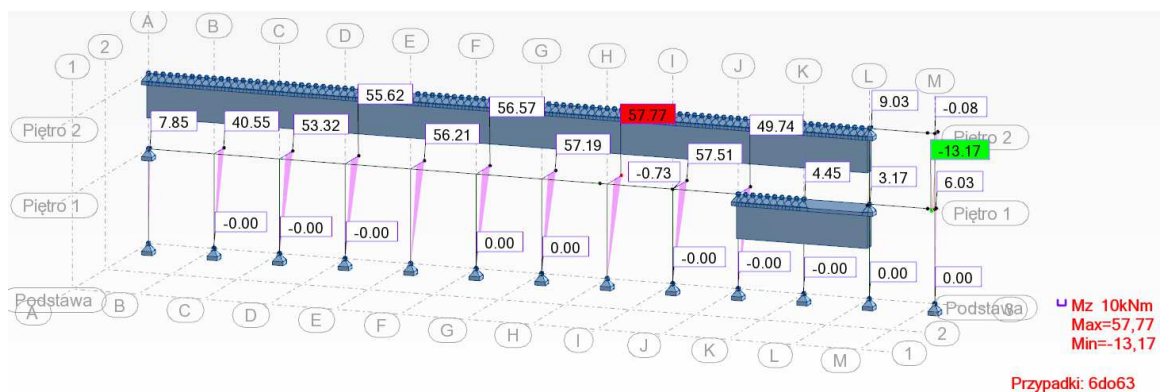 A
B
C
D
E
F
G
H
I
J
K
L
M
2
1
9.03
-0.08
55.62
56.57
57.77
49.74
Piętro 2
Piętro 2
7.85
40.55
53.32
56.21
57.19
-0.73
57.51
4.45
3.17
-13.17
6.03
Piętro 1
Piętro 1
-0.00
-0.00
-0.00
0.00
0.00
-0.00
-0.00
-0.00
0.00
0.00
Podstawa
A
B
C
D
E
F
G
H
I
J
K
L
M
1
2
Podstawa
Mz 10kNm
Max=57,77
Min=-13,17
Przypadki: 6do63